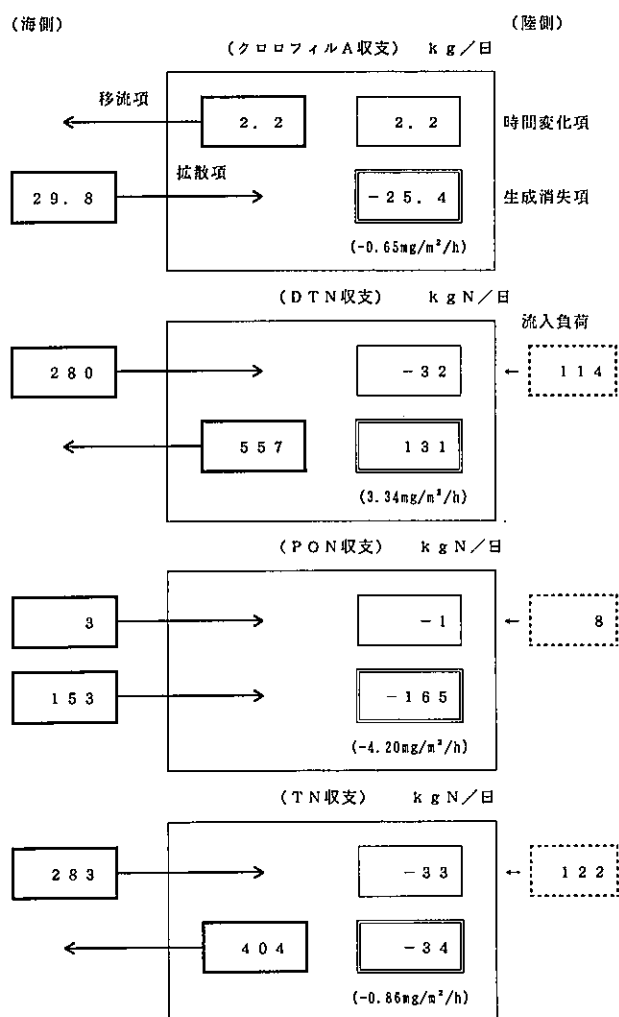 (海側) (陸側)
(クロロフィルA収支) kg/日
移流項 2.2 2.2 時間変化項
拡散項
29.8 -25.4 生成消失項
(-0.65mg/m²/h)
(DTN収支) kgN/日
流入負荷
280 -32 ← 114
557 131
(3.34mg/m²/h)
(PON収支) kgN/日
3 -1 ← 8
153 -165
(-4.20mg/m²/h)
(TN収支) kgN/日
283 -33 ← 122
404 -34
(-0.86mg/m²/h)